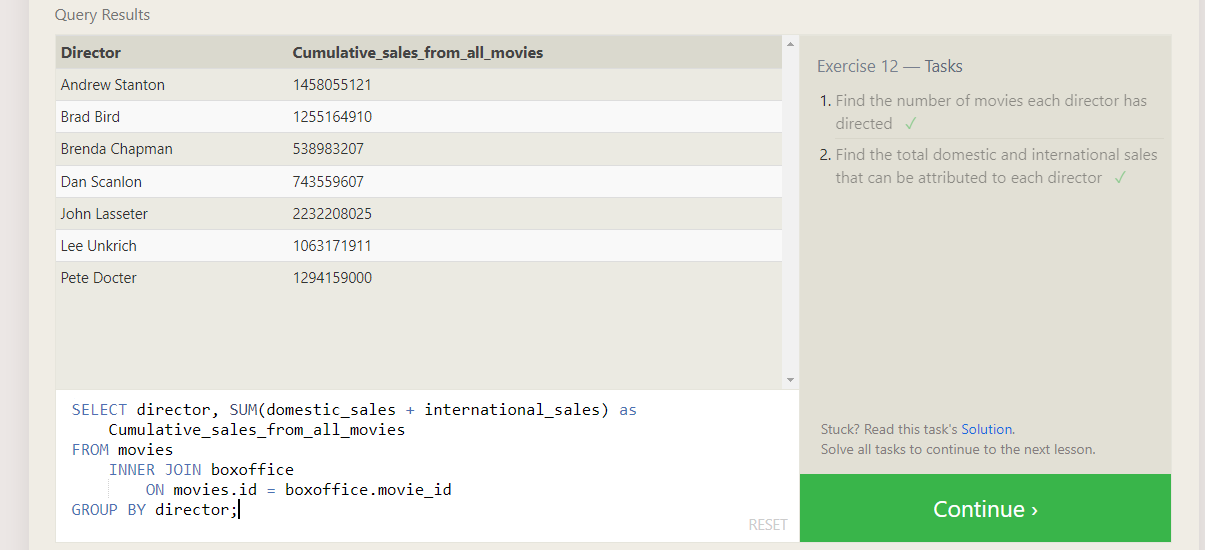 Query Results
Director Cumulative_sales_from_all_movies
Andrew Stanton 1458055121
Brad Bird 1255164910
Brenda Chapman 538983207
Dan Scanlon 743559607
John Lasseter 2232208025
Lee Unkrich 1063171911
Pete Docter 1294159000
SELECT director, SUM(domestic_sales + international_sales) as
Cumulative_sales_from_all_movies
FROM movies
INNER JOIN boxoffice
ON movies.id = boxoffice.movie_id
GROUP BY director;
RESET
Exercise 12 — Tasks
1. Find the number of movies each director has
directed ✓
2. Find the total domestic and international sales
that can be attributed to each director ✓
Stuck? Read this task's Solution.
Solve all tasks to continue to the next lesson.
Continue ›